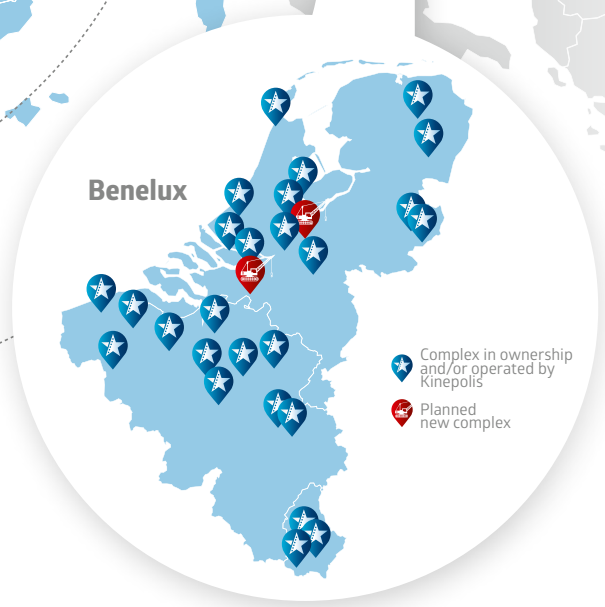 Benelux
Complex in ownership
and/or operated by
Kinepolis
Planned
new complex